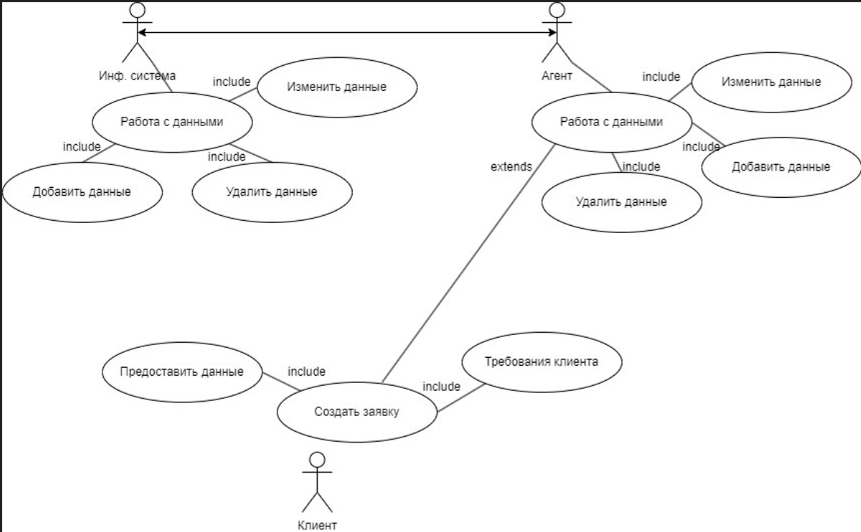 Инф. система
Агент
include
Изменить данные
include
Изменить данные
Работа с данными
Работа с данными
include
include
include
Добавить данные
Удалить данные
extends
include
Добавить данные
Удалить данные
Предоставить данные
include
Требования клиента
include
Создать заявку
Клиент